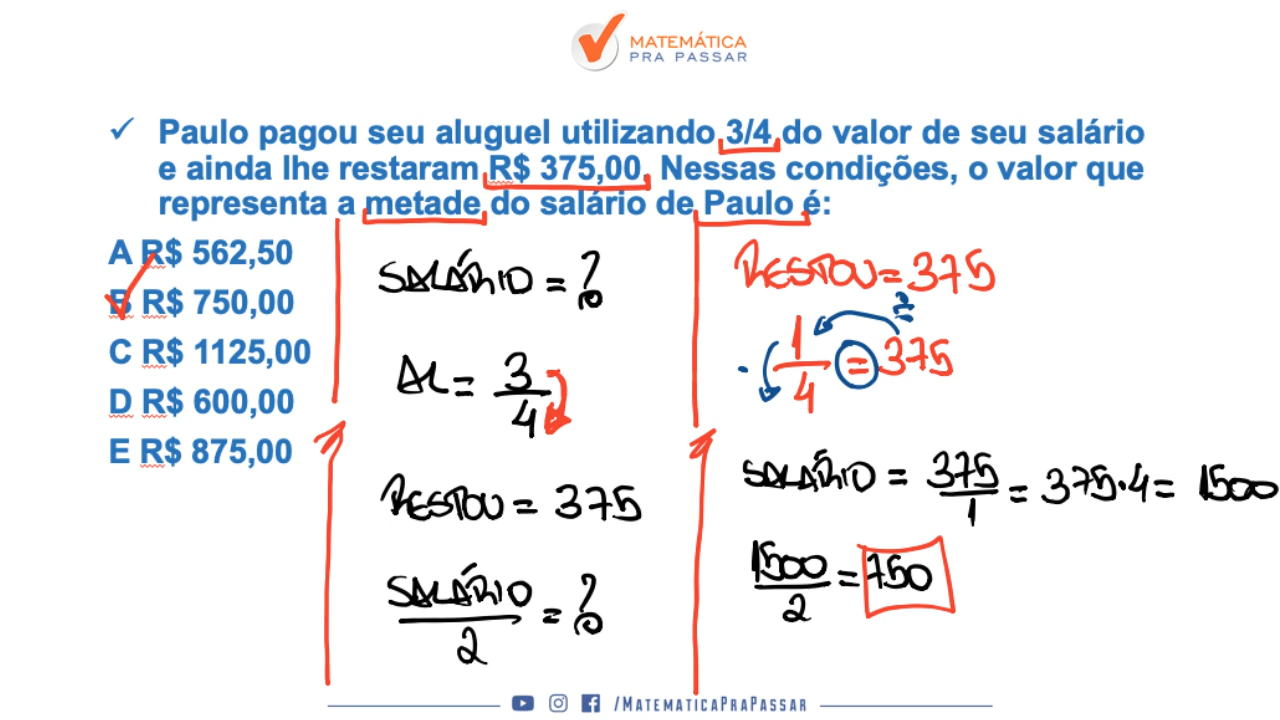 MATEMÁTICA
PRA PASSAR
✓ Paulo pagou seu aluguel utilizando 3/4 do valor de seu salário
e ainda lhe restaram R$ 375,00. Nessas condições, o valor que
representa a metade do salário de Paulo é:
A R$ 562,50
B R$ 750,00
C R$ 1125,00
D R$ 600,00
E R$ 875,00
SALÁRIO = ?
AL = 3/4
RESTOU = 375
SALÁRIO/2 = ?
RESTOU = 375
1/4 = 375
SALÁRIO = 375/1 = 375·4 = 1500
1500/2 = 750
/MATEMATICAPRAPASSAR